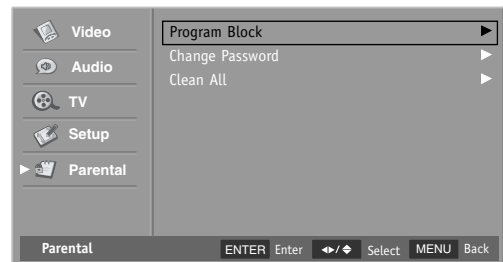 Video
Audio
TV
Setup
Parental
Program Block
Change Password
Clean All
Parental ENTER Enter Select MENU Back